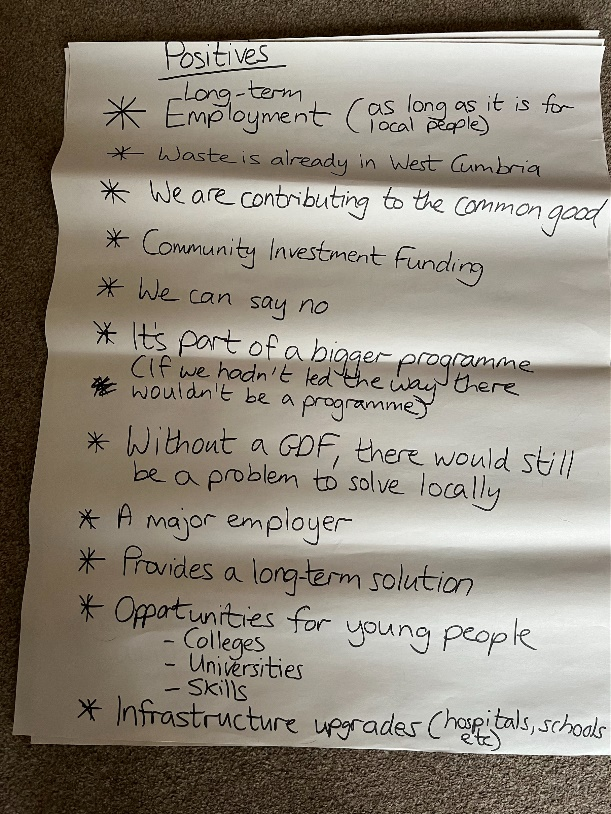 Positives
Long-term
* Employment (as long as it is for
local people)
* Waste is already in West Cumbria
* We are contributing to the common good
* Community Investment Funding
* We can say no
* It's part of a bigger programme
(If we hadn't led the way there
wouldn't be a programme)
* Without a GDF, there would still
be a problem to solve locally
* A major employer
* Provides a long-term solution
* Opportunities for young people
- Colleges
- Universities
- Skills
* Infrastructure upgrades (hospitals, schools
etc)